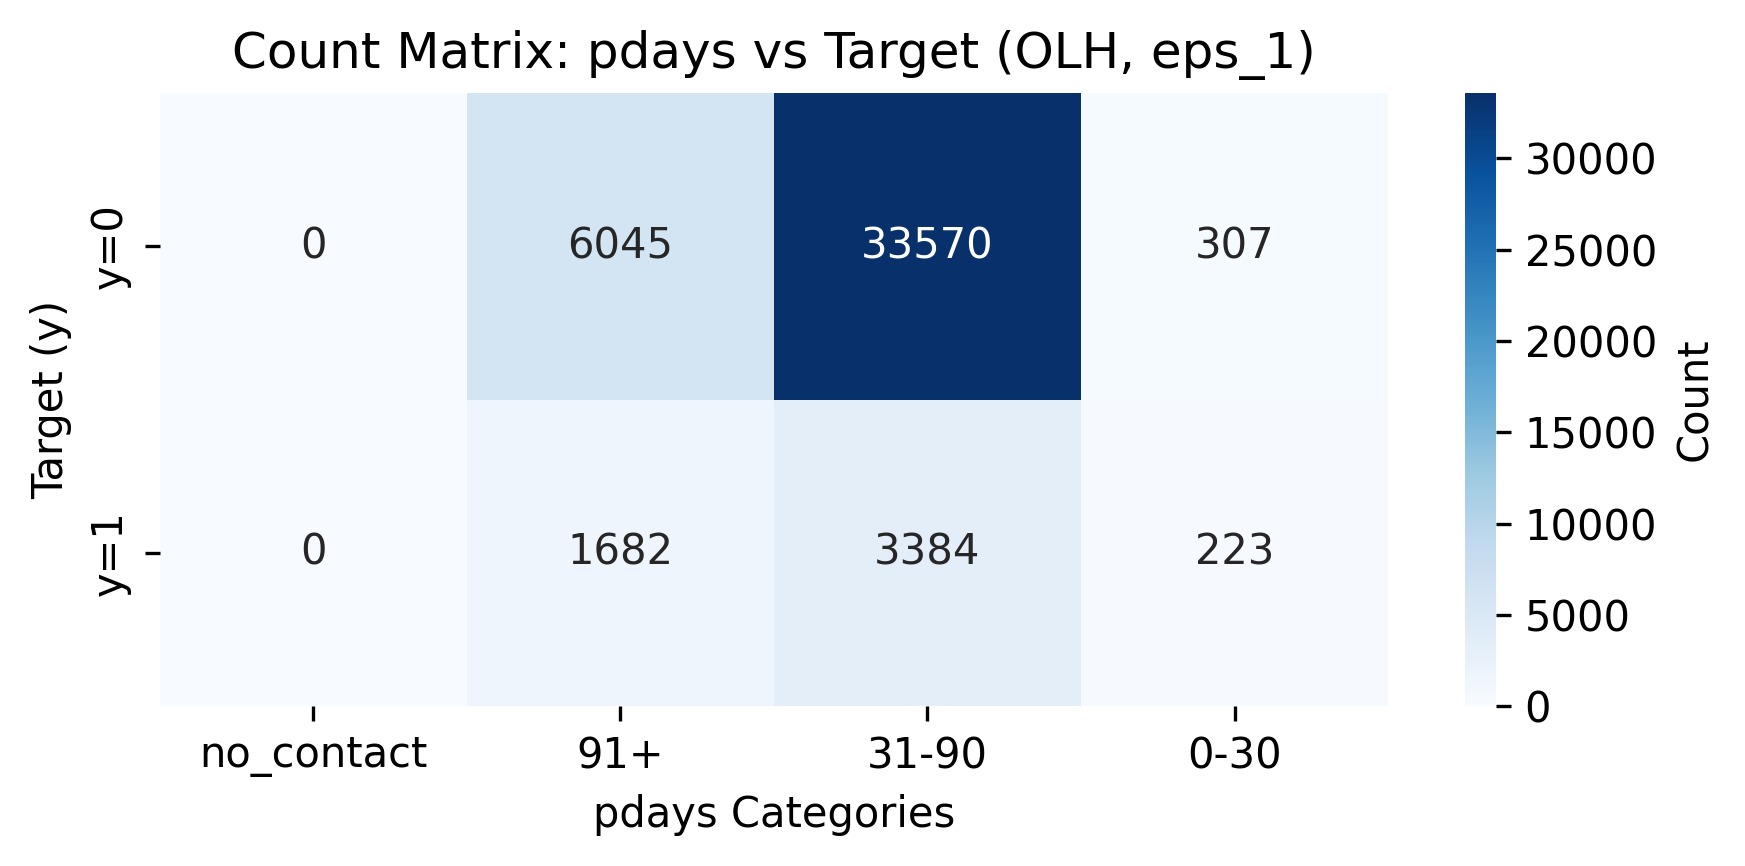 Count Matrix: pdays vs Target (OLH, eps_1)
Target (y)
y=0
0 6045 33570 307
y=1
0 1682 3384 223
no_contact 91+ 31-90 0-30
pdays Categories
30000
25000
20000
15000
10000
5000
0
Count